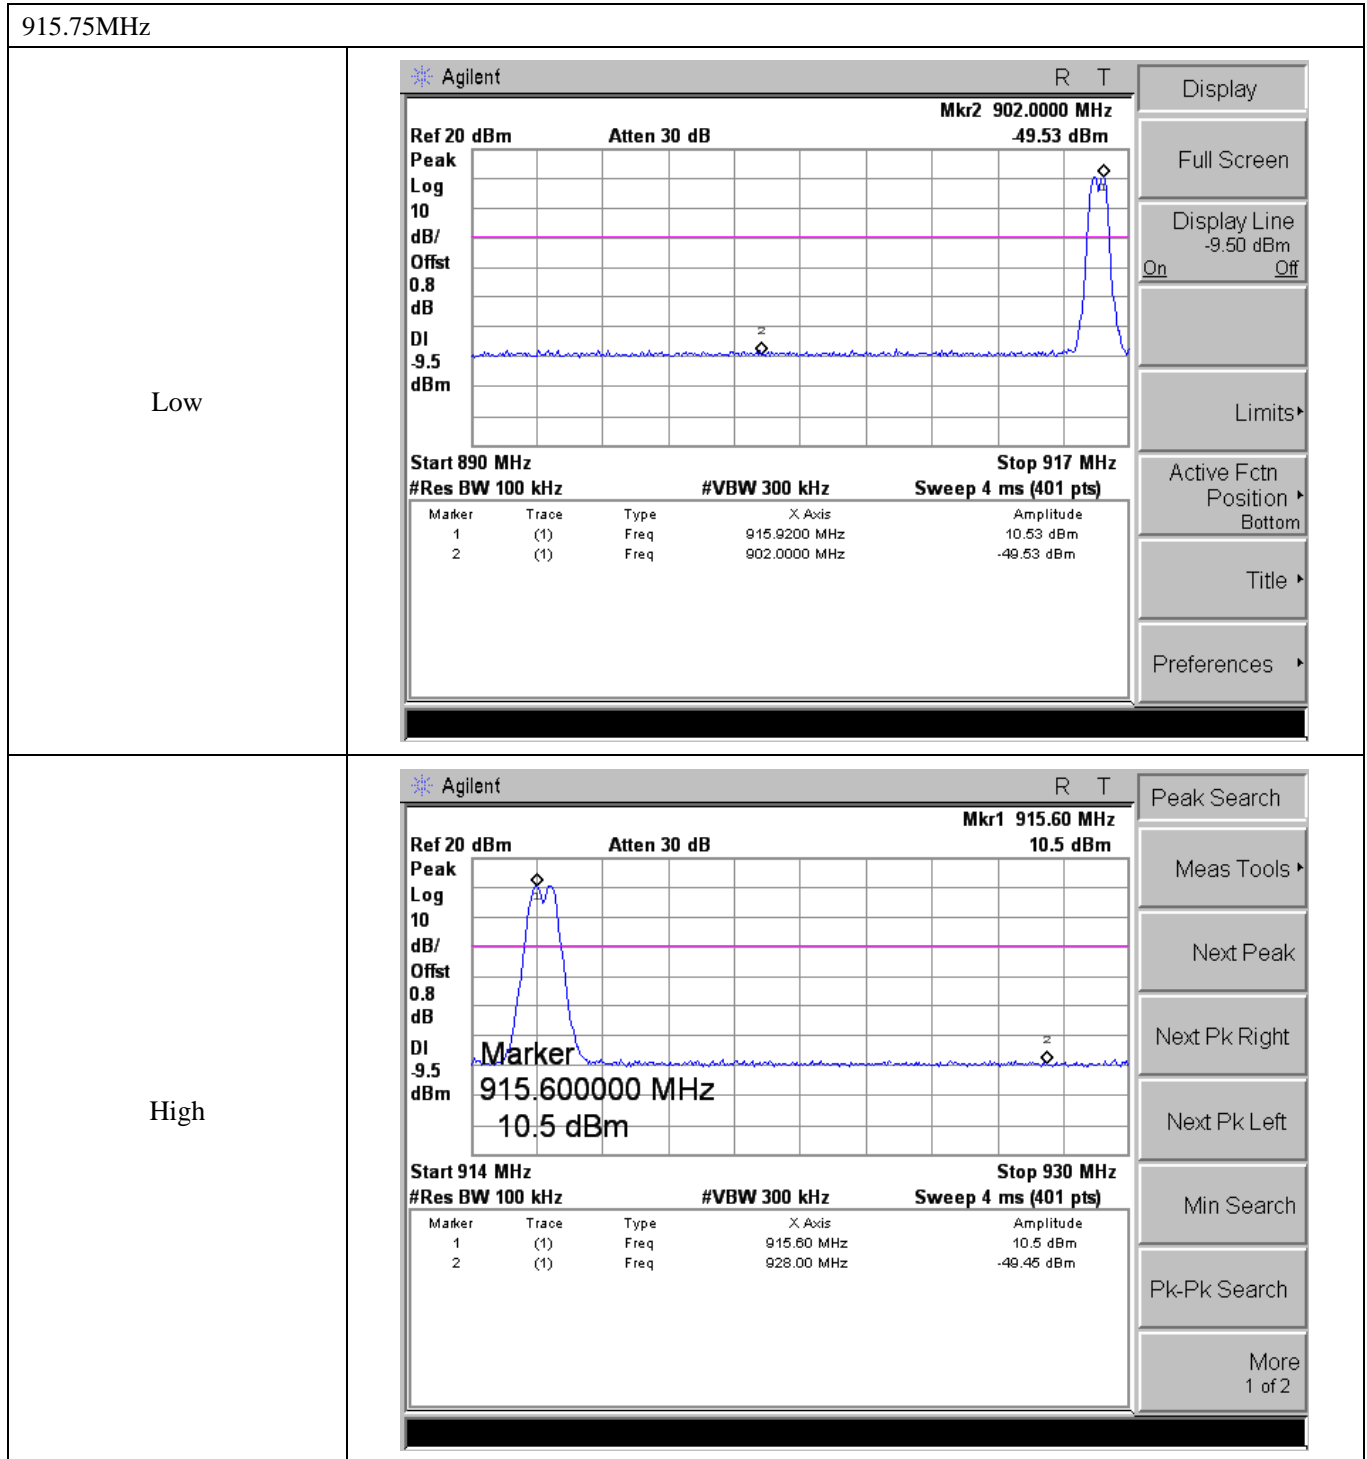 915.75MHz
Low
Agilent R T
Mkr2 902.0000 MHz
Ref 20 dBm Atten 30 dB -49.53 dBm
Peak
Log
10
dB/
Offst
0.8
dB
DI
-9.5
dBm
1
2
Start 890 MHz Stop 917 MHz
#Res BW 100 kHz #VBW 300 kHz Sweep 4 ms (401 pts)
Marker Trace Type X Axis Amplitude
1 (1) Freq 915.9200 MHz 10.53 dBm
2 (1) Freq 902.0000 MHz -49.53 dBm
Display
Full Screen
Display Line
-9.50 dBm
On Off
Limits
Active Fctn
Position
Bottom
Title
Preferences
High
Agilent R T
Mkr1 915.60 MHz
Ref 20 dBm Atten 30 dB 10.5 dBm
Peak
Log
10
dB/
Offst
0.8
dB
DI
-9.5
dBm
1
2
Marker
915.600000 MHz
10.5 dBm
Start 914 MHz Stop 930 MHz
#Res BW 100 kHz #VBW 300 kHz Sweep 4 ms (401 pts)
Marker Trace Type X Axis Amplitude
1 (1) Freq 915.60 MHz 10.5 dBm
2 (1) Freq 928.00 MHz -49.45 dBm
Peak Search
Meas Tools
Next Peak
Next Pk Right
Next Pk Left
Min Search
Pk-Pk Search
More
1 of 2